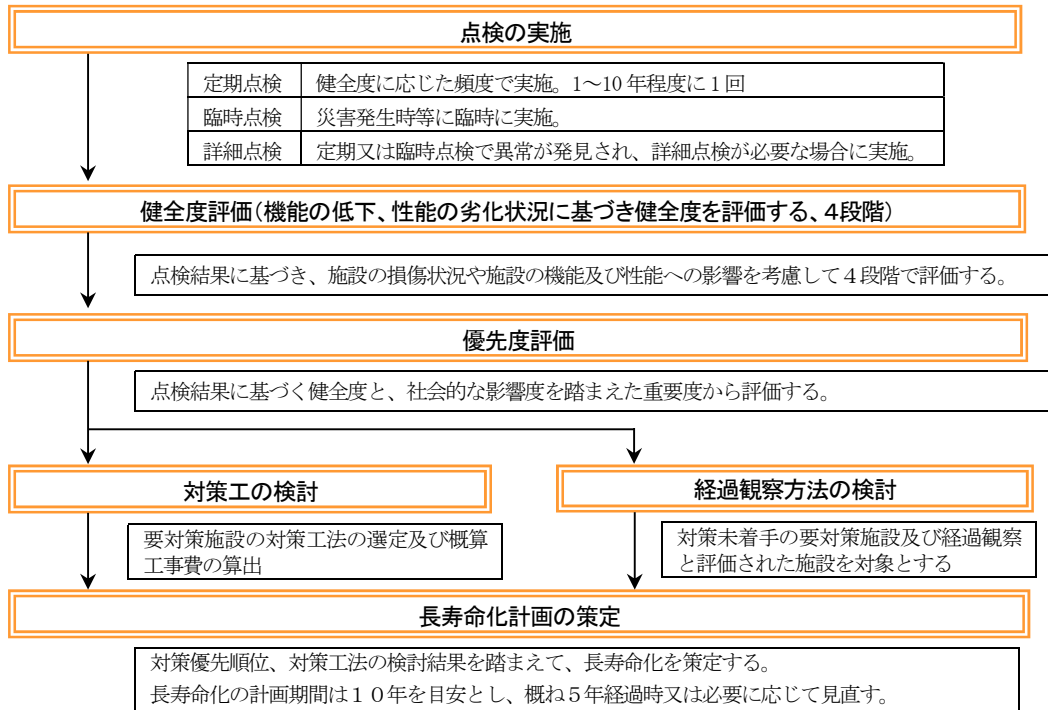 点検の実施
定期点検 健全度に応じた頻度で実施。1～10年程度に1回
臨時点検 災害発生時等に臨時に実施。
詳細点検 定期又は臨時点検で異常が発見され、詳細点検が必要な場合に実施。
健全度評価（機能の低下、性能の劣化状況に基づき健全度を評価する、4段階）
点検結果に基づき、施設の損傷状況や施設の機能及び性能への影響を考慮して４段階で評価する。
優先度評価
点検結果に基づく健全度と、社会的な影響度を踏まえた重要度から評価する。
対策工の検討
経過観察方法の検討
要対策施設の対策工法の選定及び概算
工事費の算出
対策未着手の要対策施設及び経過観察
と評価された施設を対象とする
長寿命化計画の策定
対策優先順位、対策工法の検討結果を踏まえて、長寿命化を策定する。
長寿命化の計画期間は１０年を目安とし、概ね５年経過時又は必要に応じて見直す。